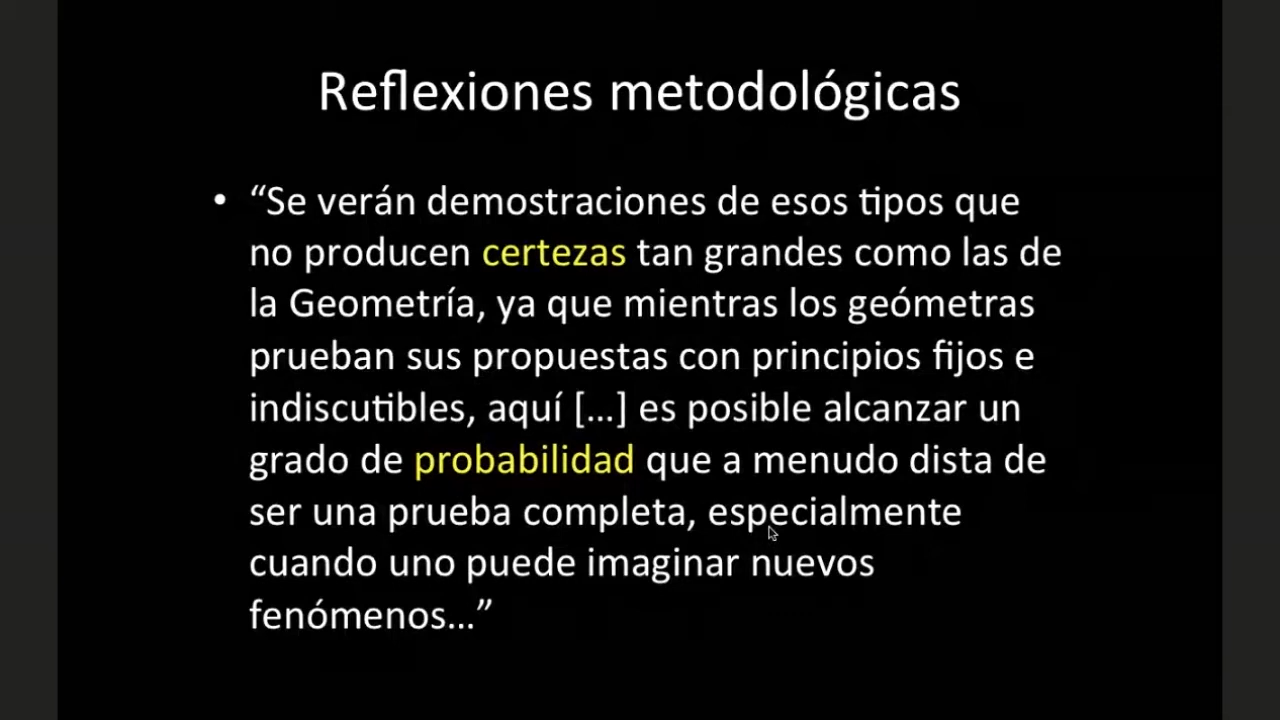 Reflexiones metodológicas
• “Se verán demostraciones de esos tipos que
no producen certezas tan grandes como las de
la Geometría, ya que mientras los geómetras
prueban sus propuestas con principios fijos e
indiscutibles, aquí [...] es posible alcanzar un
grado de probabilidad que a menudo dista de
ser una prueba completa, especialmente
cuando uno puede imaginar nuevos
fenómenos...”